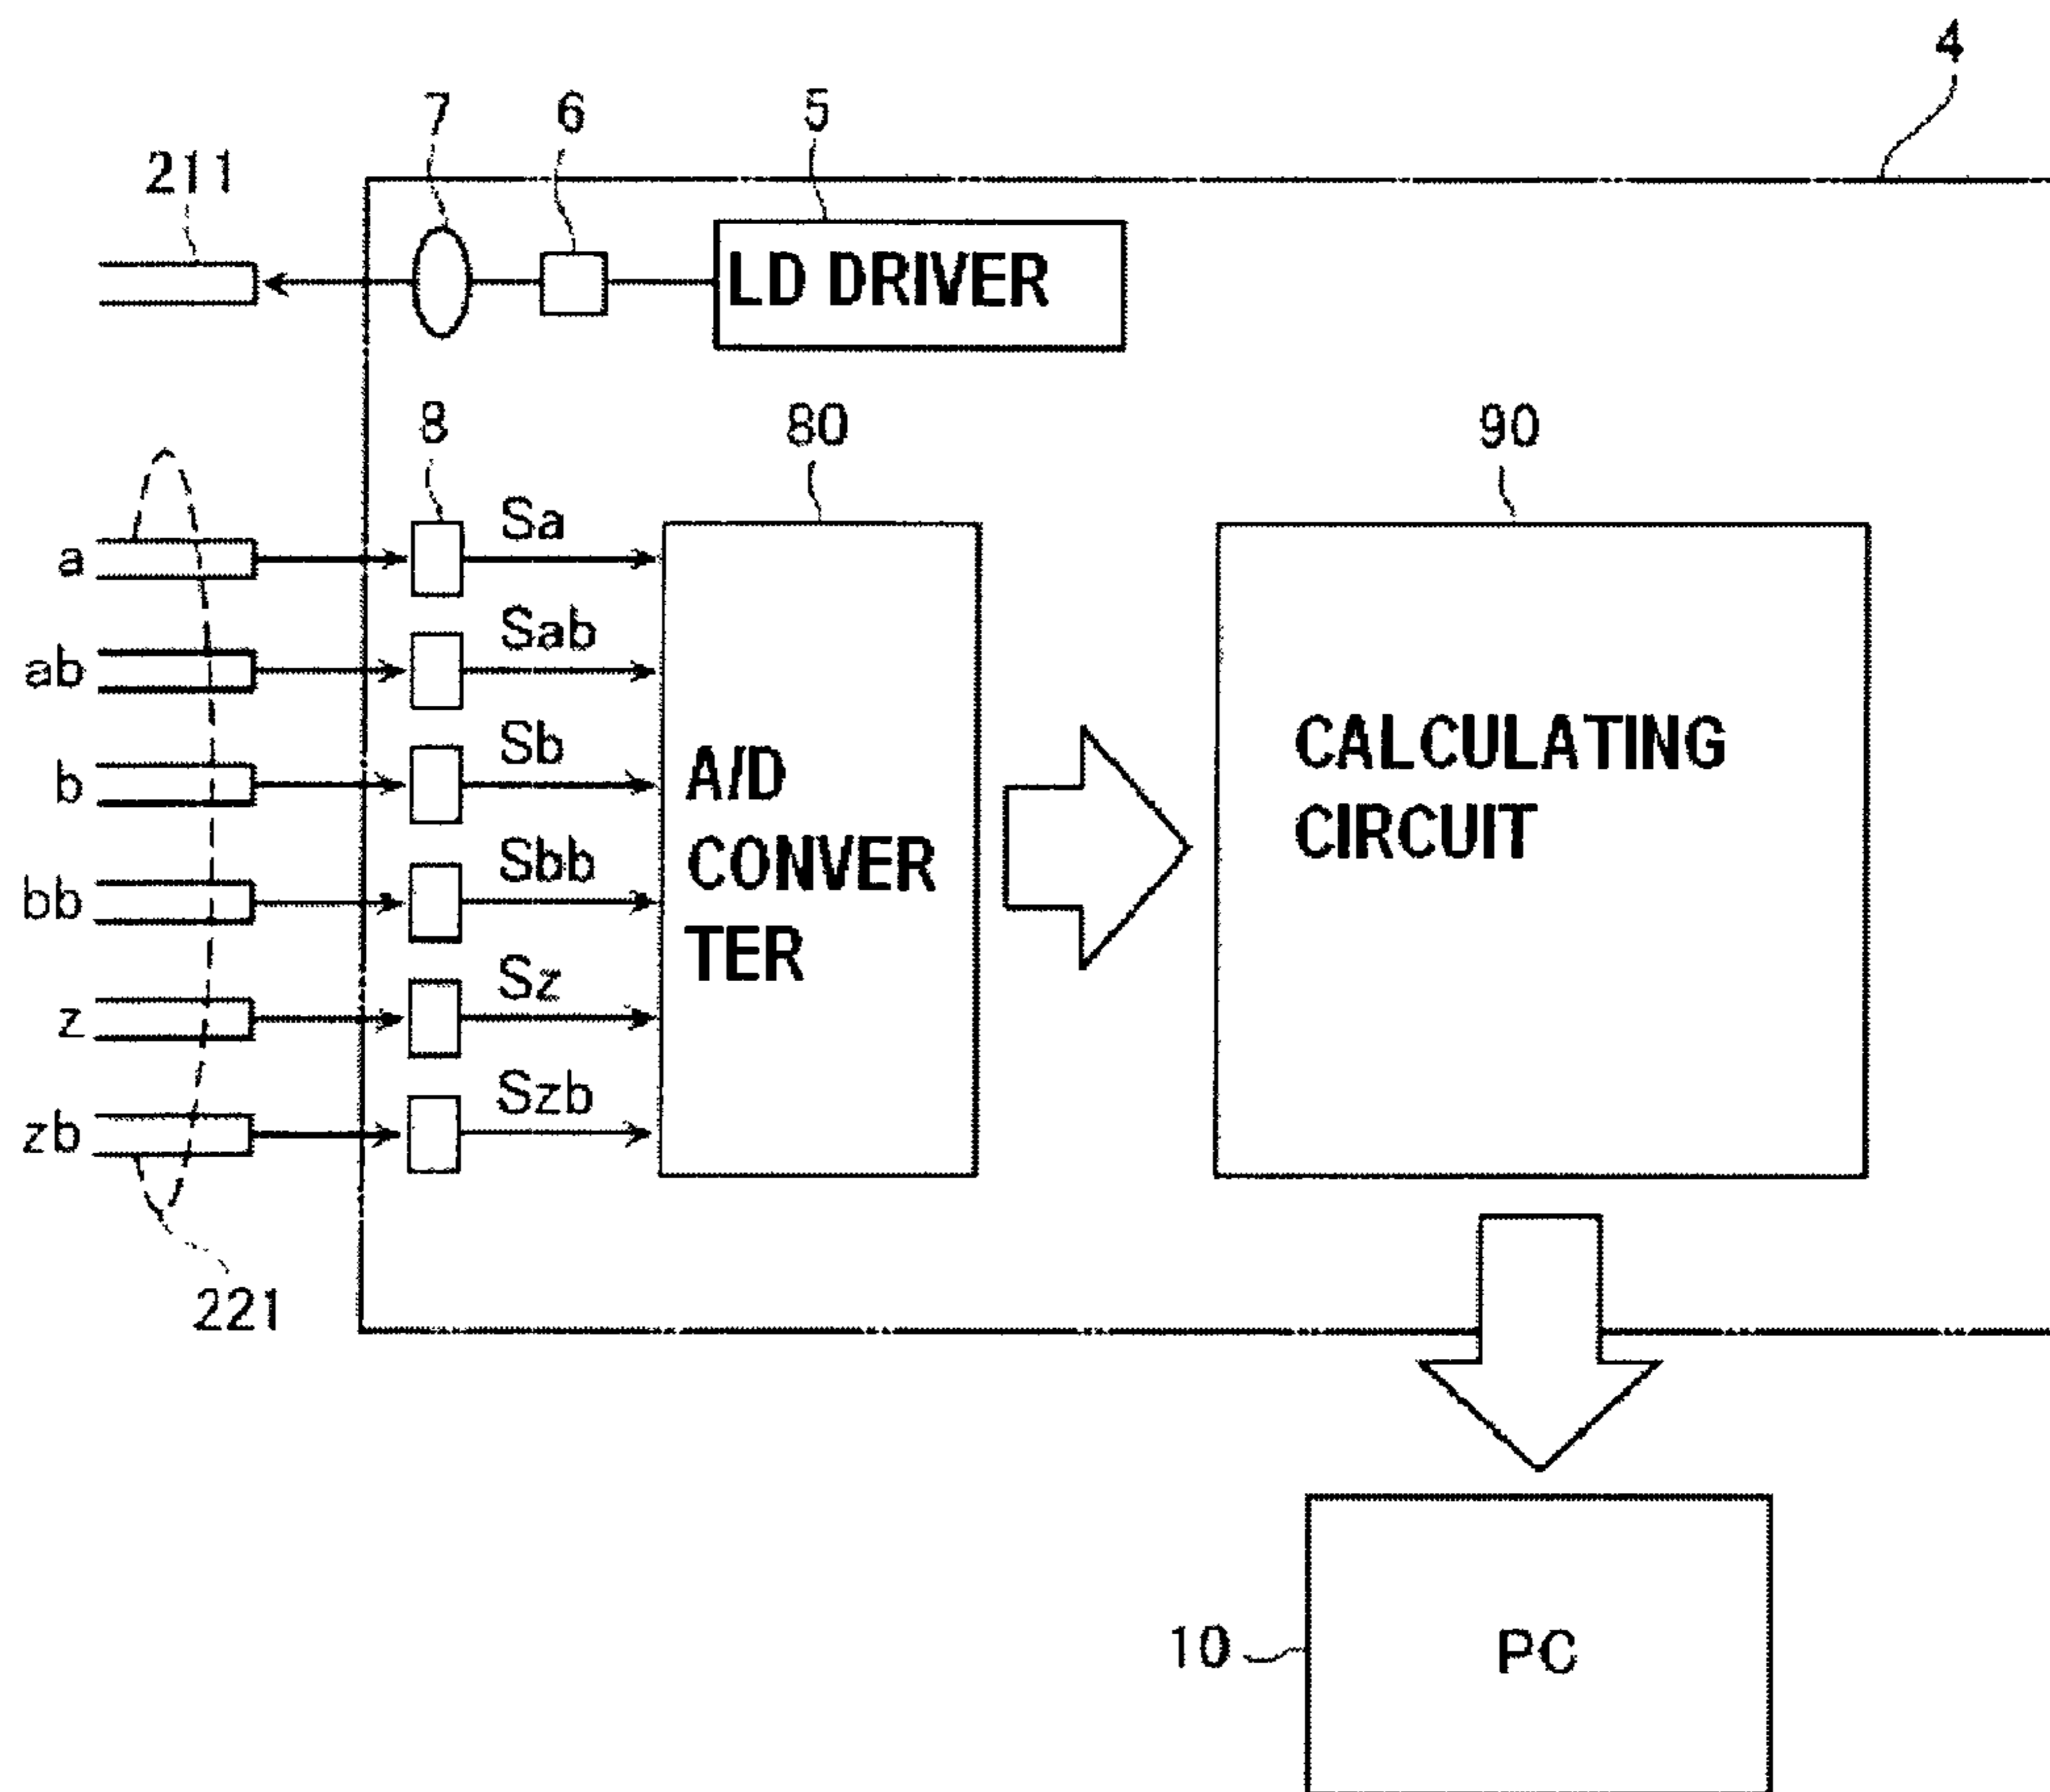 4
7
6
5
211
LD DRIVER
8
80
90
a
Sa
ab
Sab
b
Sb
bb
Sbb
z
Sz
zb
Szb
A/D
CONVER
TER
CALCULATING
CIRCUIT
221
10
PC